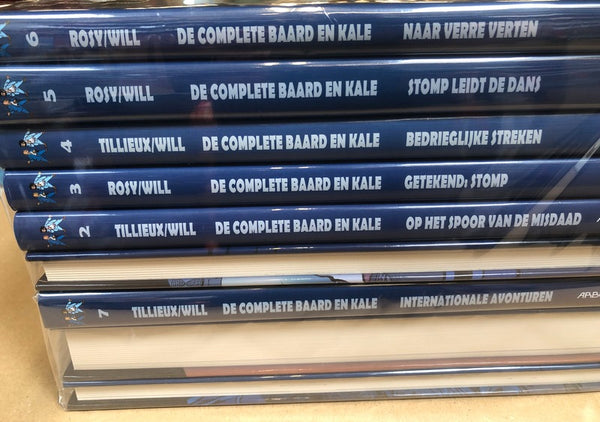 6 ROSY/WILL DE COMPLETE BAARD EN KALE NAAR VERRE VERTEN
5 ROSY/WILL DE COMPLETE BAARD EN KALE STOMP LEIDT DE DANS
4 TILLIEUX/WILL DE COMPLETE BAARD EN KALE BEDRIEGLIJKE STREKEN
3 ROSY/WILL DE COMPLETE BAARD EN KALE GETEKEND: STOMP
2 TILLIEUX/WILL DE COMPLETE BAARD EN KALE OP HET SPOOR VAN DE MISDAAD
7 TILLIEUX/WILL DE COMPLETE BAARD EN KALE INTERNATIONALE AVONTUREN